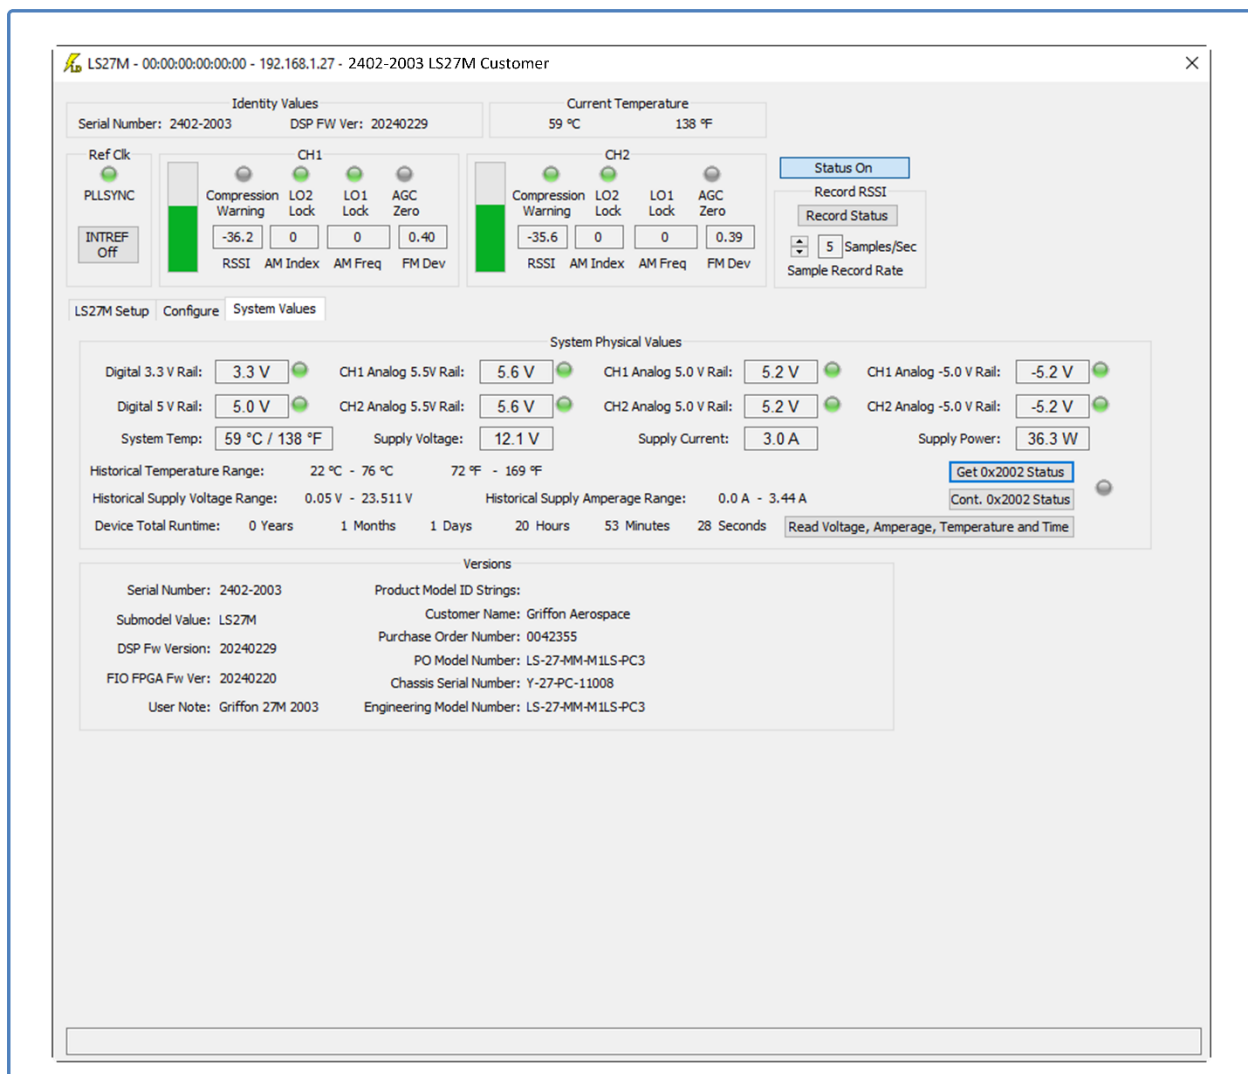 LS27M - 00:00:00:00:00:00 - 192.168.1.27 - 2402-2003 LS27M Customer
Identity Values
Serial Number: 2402-2003 DSP FW Ver: 20240229
Current Temperature
59 ºC 138 ºF
Ref Clk
PLLSYNC
INTREF
Off
CH1
Compression LO2 LO1 AGC
Warning Lock Lock Zero
-36.2 0 0 0.40
RSSI AM Index AM Freq FM Dev
CH2
Compression LO2 LO1 AGC
Warning Lock Lock Zero
-35.6 0 0 0.39
RSSI AM Index AM Freq FM Dev
Status On
Record RSSI
Record Status
5 Samples/Sec
Sample Record Rate
LS27M Setup Configure System Values
System Physical Values
Digital 3.3 V Rail: 3.3 V CH1 Analog 5.5V Rail: 5.6 V CH1 Analog 5.0 V Rail: 5.2 V CH1 Analog -5.0 V Rail: -5.2 V
Digital 5 V Rail: 5.0 V CH2 Analog 5.5V Rail: 5.6 V CH2 Analog 5.0 V Rail: 5.2 V CH2 Analog -5.0 V Rail: -5.2 V
System Temp: 59 °C / 138 °F Supply Voltage: 12.1 V Supply Current: 3.0 A Supply Power: 36.3 W
Historical Temperature Range: 22 ºC - 76 ºC 72 ºF - 169 ºF Get 0x2002 Status
Historical Supply Voltage Range: 0.05 V - 23.511 V Historical Supply Amperage Range: 0.0 A - 3.44 A Cont. 0x2002 Status
Device Total Runtime: 0 Years 1 Months 1 Days 20 Hours 53 Minutes 28 Seconds Read Voltage, Amperage, Temperature and Time
Versions
Serial Number: 2402-2003
Submodel Value: LS27M
DSP Fw Version: 20240229
FIO FPGA Fw Ver: 20240220
User Note: Griffon 27M 2003
Product Model ID Strings:
Customer Name: Griffon Aerospace
Purchase Order Number: 0042355
PO Model Number: LS-27-MM-M1LS-PC3
Chassis Serial Number: Y-27-PC-11008
Engineering Model Number: LS-27-MM-M1LS-PC3